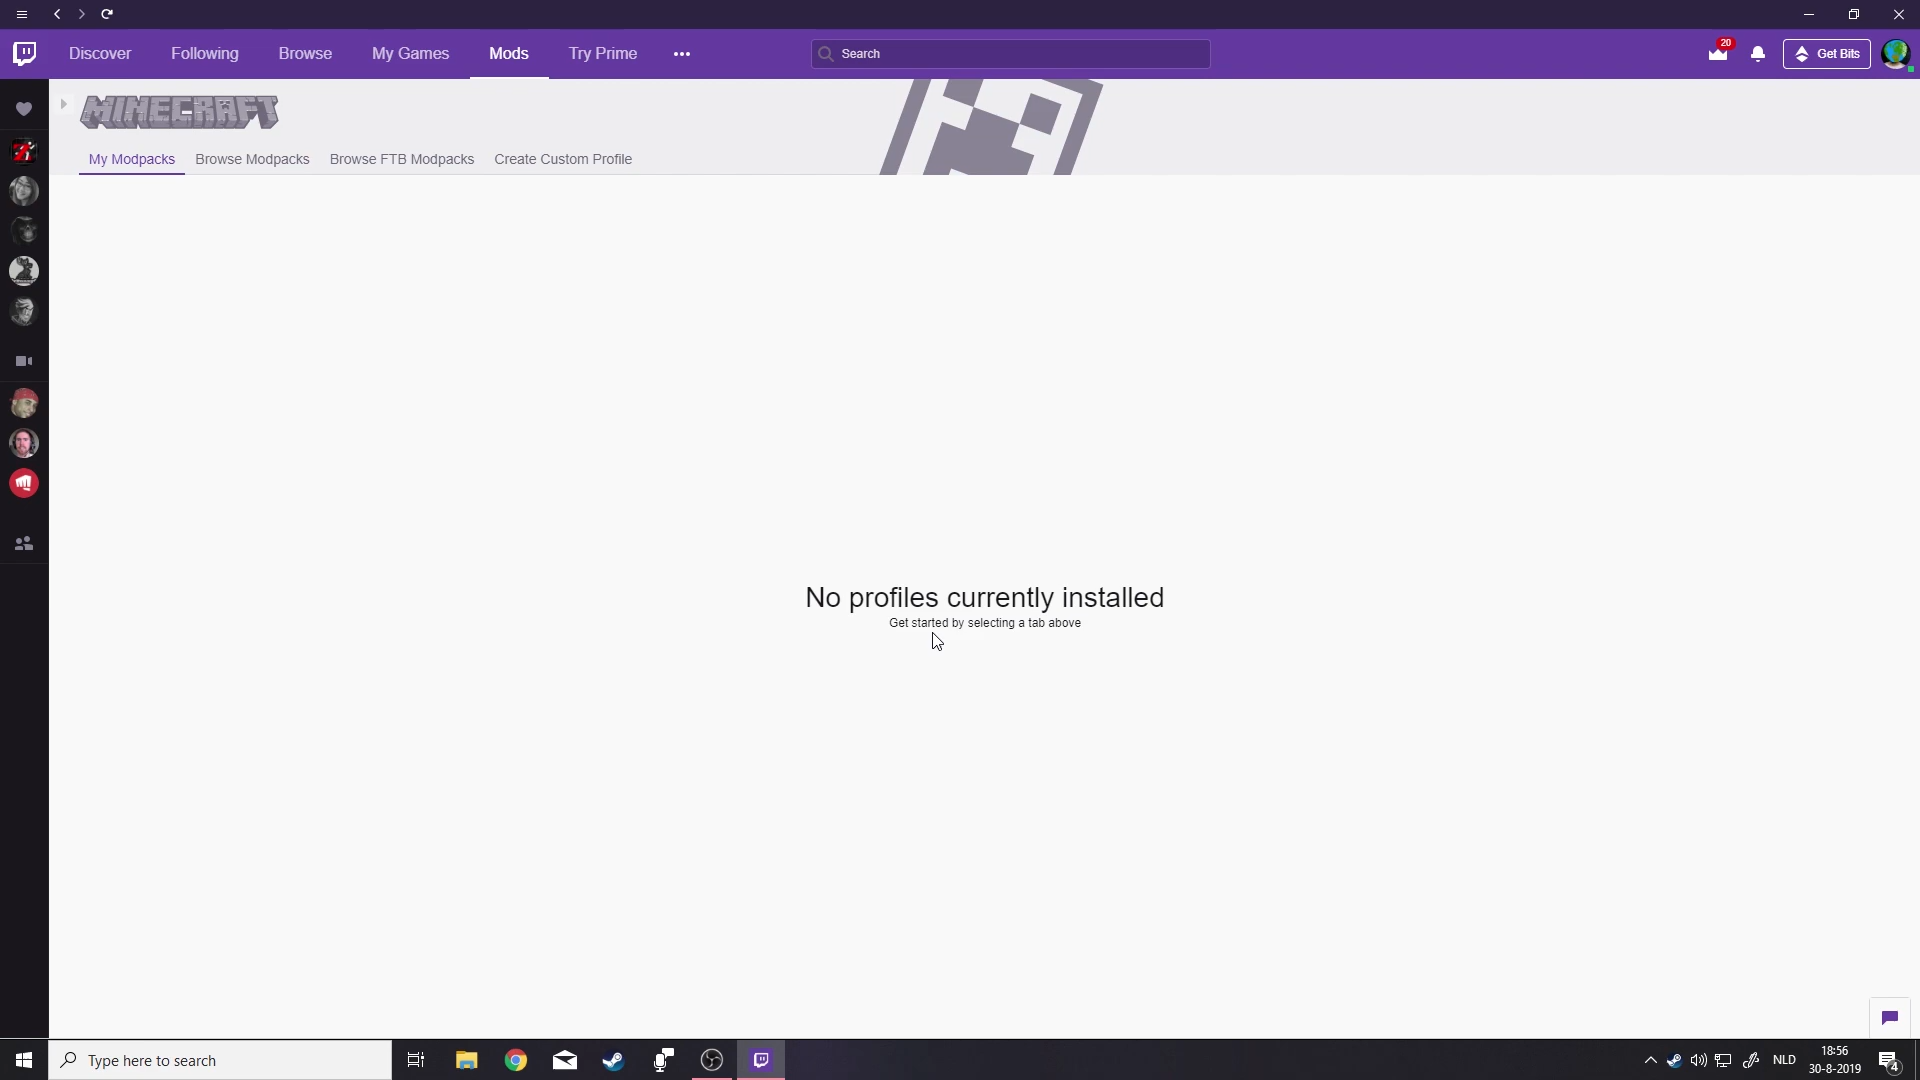 Discover Following Browse My Games Mods Try Prime ••• Search 20 Get Bits
MINECRAFT
My Modpacks Browse Modpacks Browse FTB Modpacks Create Custom Profile
No profiles currently installed
Get started by selecting a tab above
Type here to search NLD 18:56
30-8-2019 4